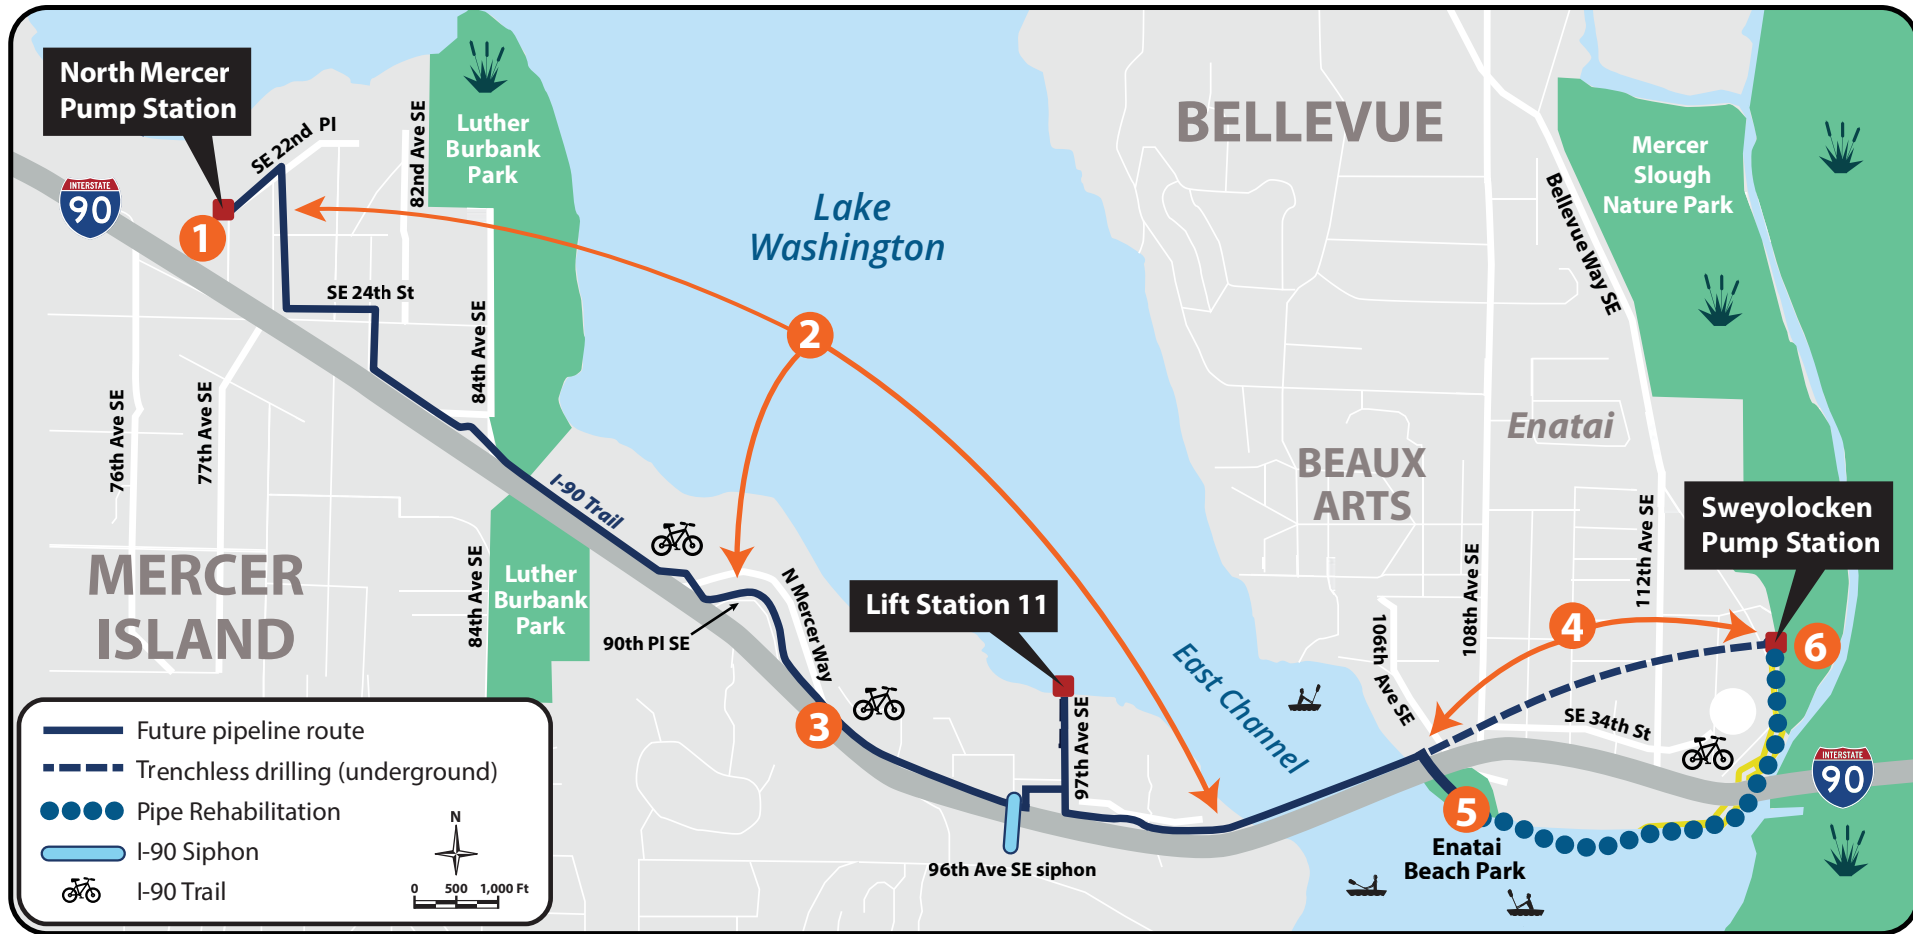 North Mercer
Pump Station
SE 22nd Pl
82nd Ave SE
Luther
Burbank
Park
INTERSTATE
90
1
SE 24th St
84th Ave SE
76th Ave SE
77th Ave SE
Lake
Washington
2
BELLEVUE
Mercer
Slough
Nature Park
Bellevue Way SE
Enatai
BEAUX
ARTS
MERCER
ISLAND
I-90 Trail
84th Ave SE
Luther
Burbank
Park
90th Pl SE
N Mercer Way
3
Lift Station 11
97th Ave SE
96th Ave SE siphon
East Channel
106th Ave SE
108th Ave SE
112th Ave SE
4
Sweyolocken
Pump Station
6
SE 34th St
INTERSTATE
90
5
Enatai
Beach Park
Future pipeline route
Trenchless drilling (underground)
Pipe Rehabilitation
I-90 Siphon
I-90 Trail
N
0 500 1,000 Ft